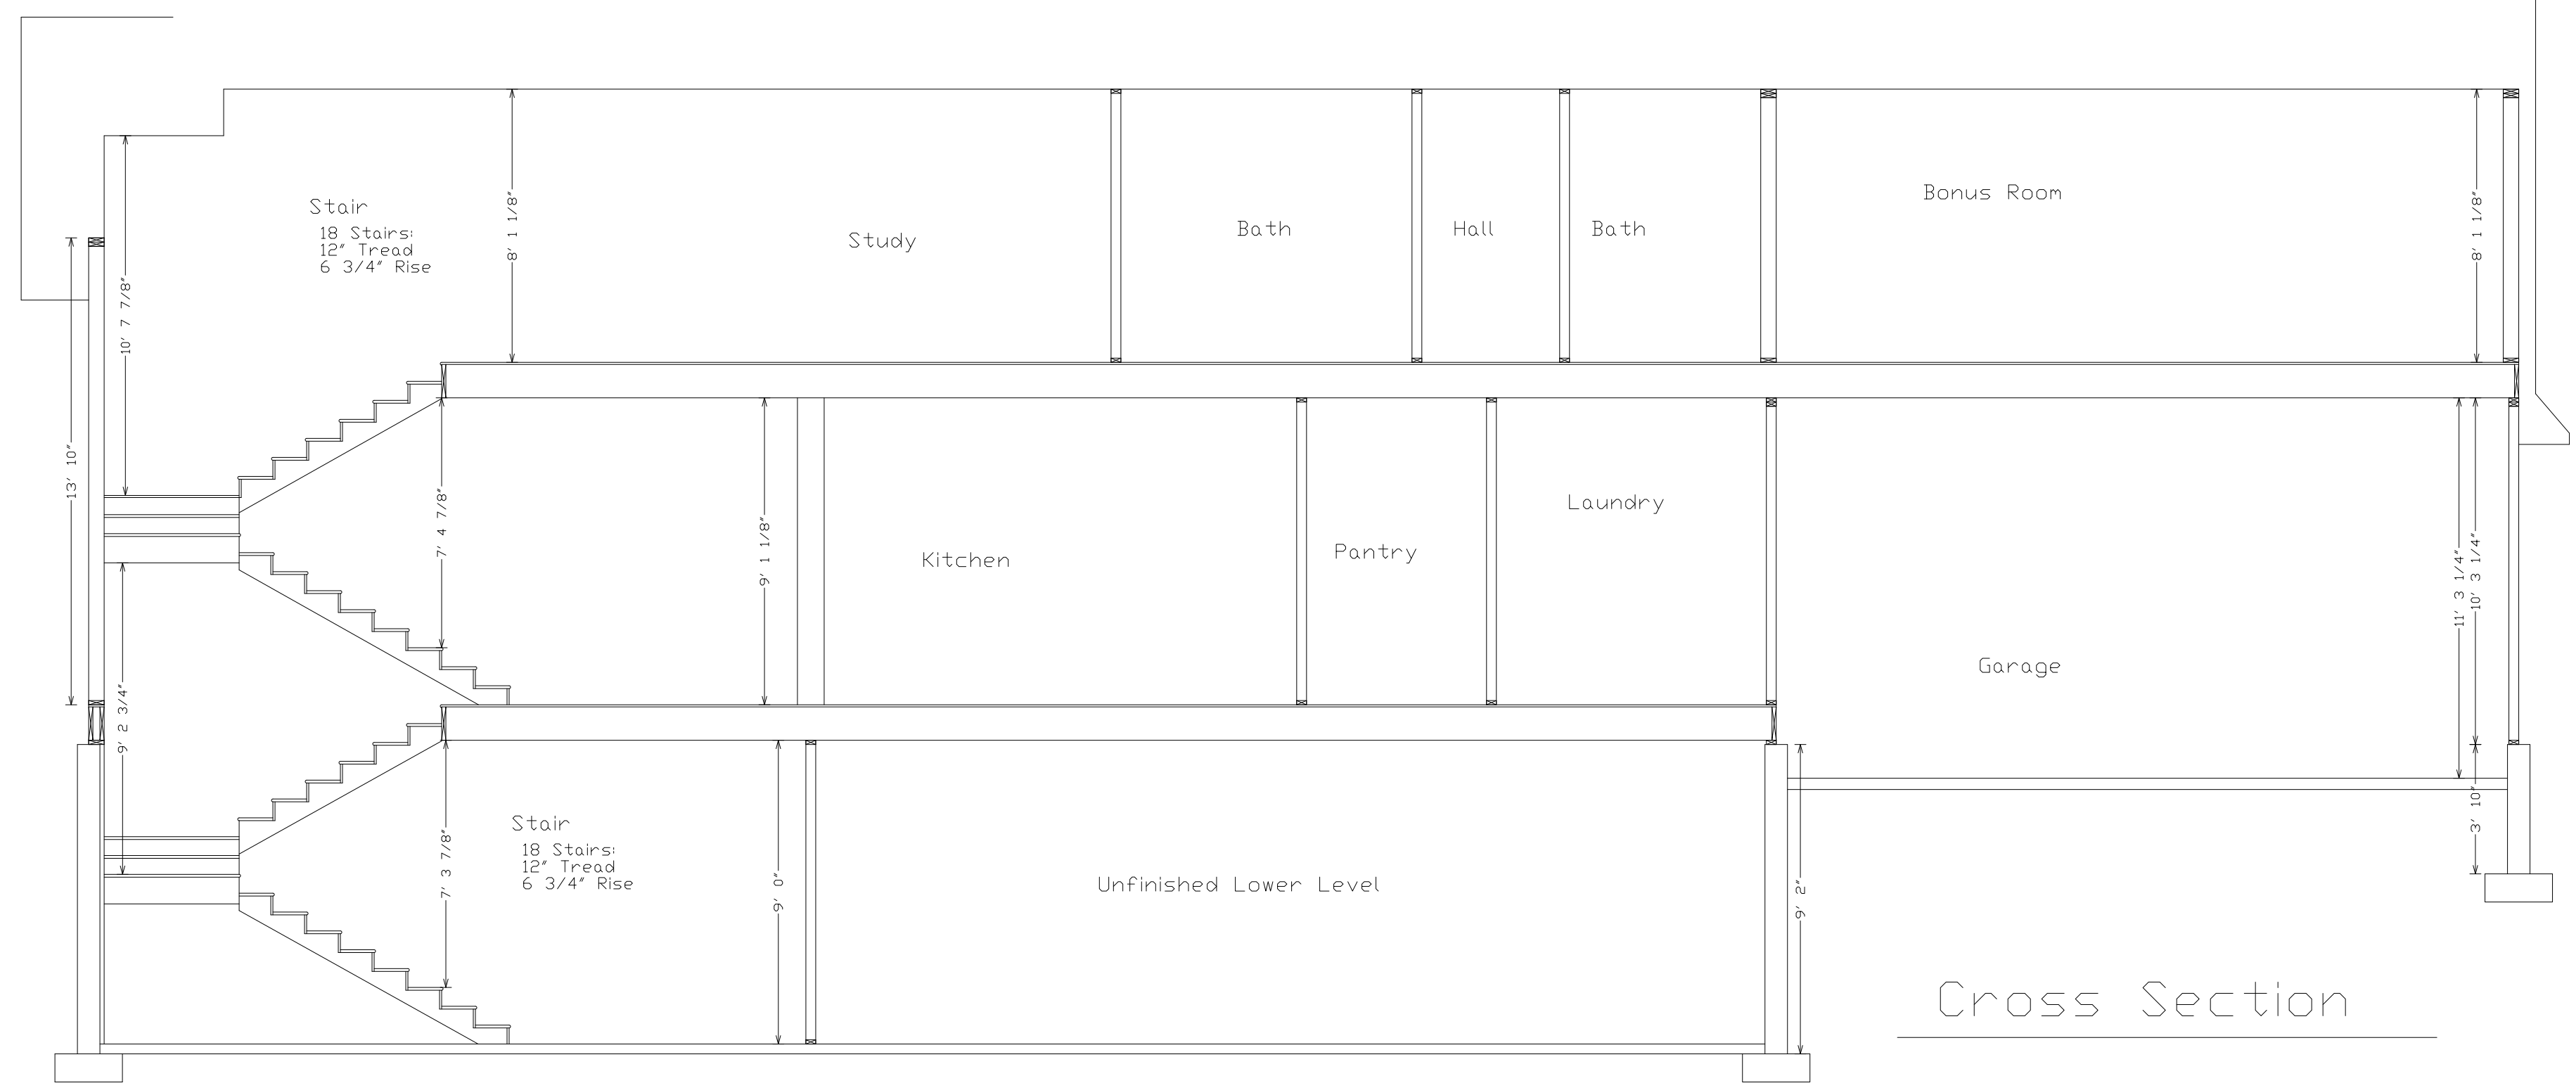 Stair
18 Stairs:
12" Tread
6 3/4" Rise
Study
Bath
Hall
Bath
Bonus Room
8' 1 1/8"
8' 1 1/8"
10' 7 7/8"
13' 10"
7' 4 7/8"
9' 1 1/8"
Kitchen
Pantry
Laundry
Garage
11' 3 1/4"
10' 3 1/4"
9' 2 3/4"
Stair
18 Stairs:
12" Tread
6 3/4" Rise
7' 3 7/8"
9' 0"
Unfinished Lower Level
9' 2"
3' 10"
Cross Section